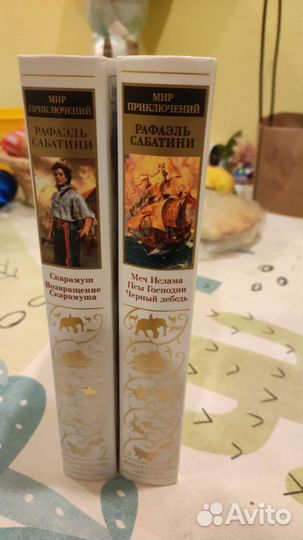 МИР
ПРИКЛЮЧЕНИЙ
РАФАЭЛЬ
САБАТИНИ
Скарамуш
Возвращение
Скарамуша
МИР
ПРИКЛЮЧЕНИЙ
РАФАЭЛЬ
САБАТИНИ
Меч Ислама
Псы Господни
Черный лебедь
Avito